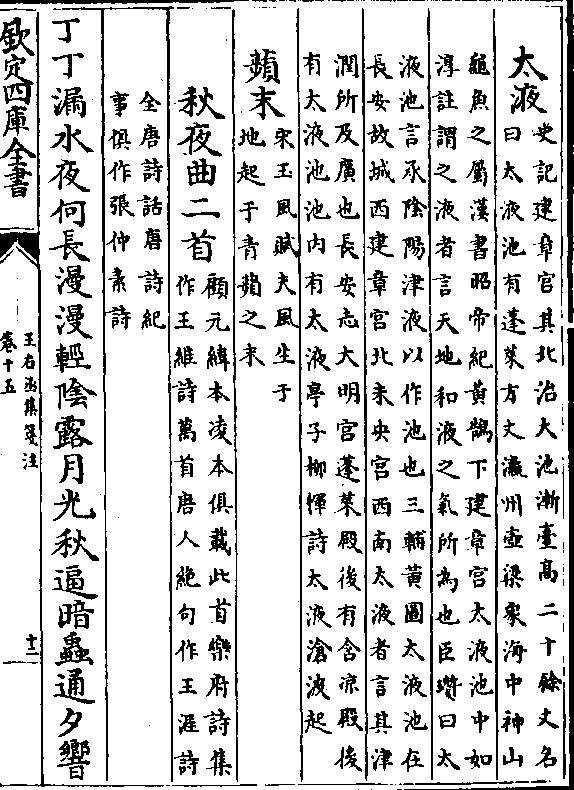 太液
史記建章宮其北治大池漸臺髙二十餘丈名
曰太液池有蓬萊方丈瀛州壺梁象海中神山
龜魚之屬漢書昭帝紀黃鵠下建章宮太液池中如
淳註謂之液者言天地和液之氣所為也臣瓚曰太
液池言承陰陽津液以作池也三輔黃圖太液池在
長安故城西建章宮北未央宮西南太液者言其津
潤所及廣也長安志大明宮蓬萊殿後有含凉殿後
有太液池池内有太液亭子柳惲詩太液滄波起
蘋末
宋玉風賦夫風生于
地起于青蘋之末
秋夜曲二首
顧元緯本凌本俱載此首樂府詩集
作王維詩萬首唐人絶句作王涯詩
全唐詩話唐詩紀
事俱作張仲素詩
丁丁漏水夜何長漫漫輕陰露月光秋逼暗蟲通夕響
欽定四庫全書
王右丞集箋注
卷十五
十三